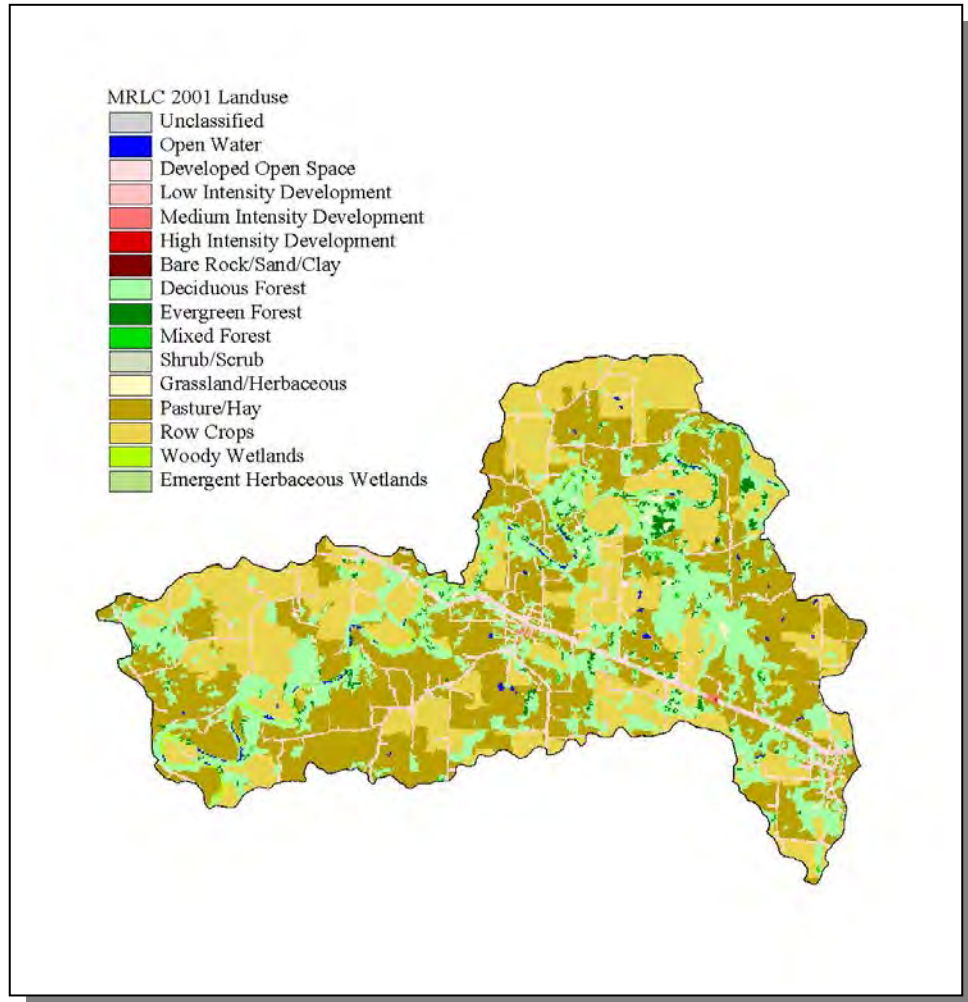 MRLC 2001 Landuse
Unclassified
Open Water
Developed Open Space
Low Intensity Development
Medium Intensity Development
High Intensity Development
Bare Rock/Sand/Clay
Deciduous Forest
Evergreen Forest
Mixed Forest
Shrub/Scrub
Grassland/Herbaceous
Pasture/Hay
Row Crops
Woody Wetlands
Emergent Herbaceous Wetlands